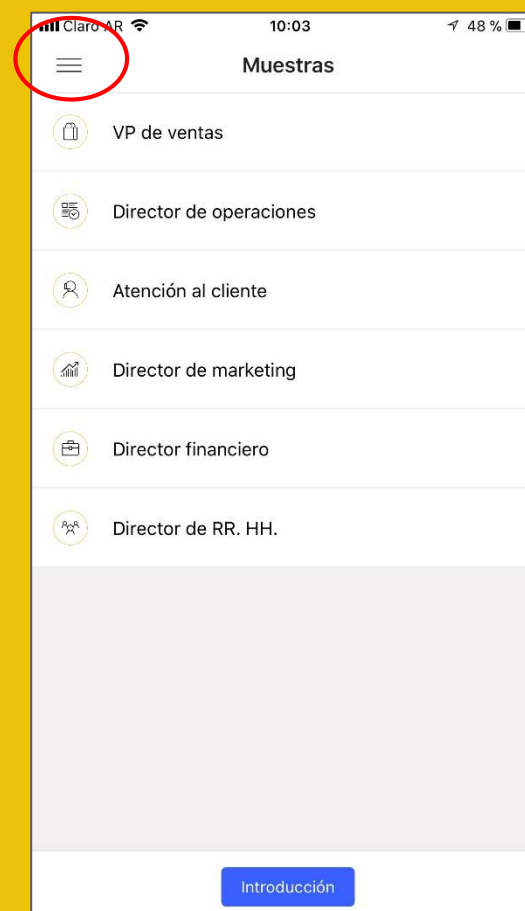 Claro AR 10:03 48 %
Muestras
VP de ventas
Director de operaciones
Atención al cliente
Director de marketing
Director financiero
Director de RR. HH.
Introducción